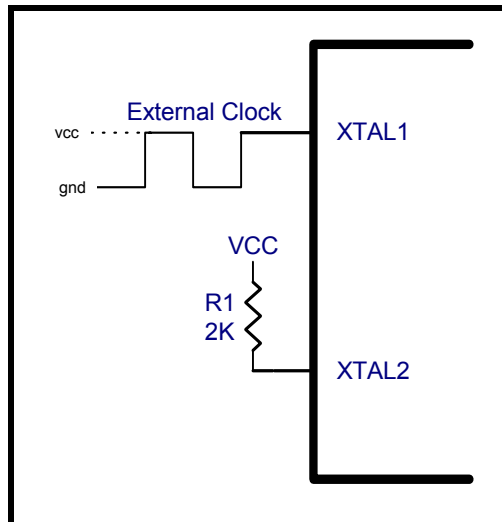 External Clock
vcc
XTAL1
gnd
VCC
R1
2K
XTAL2